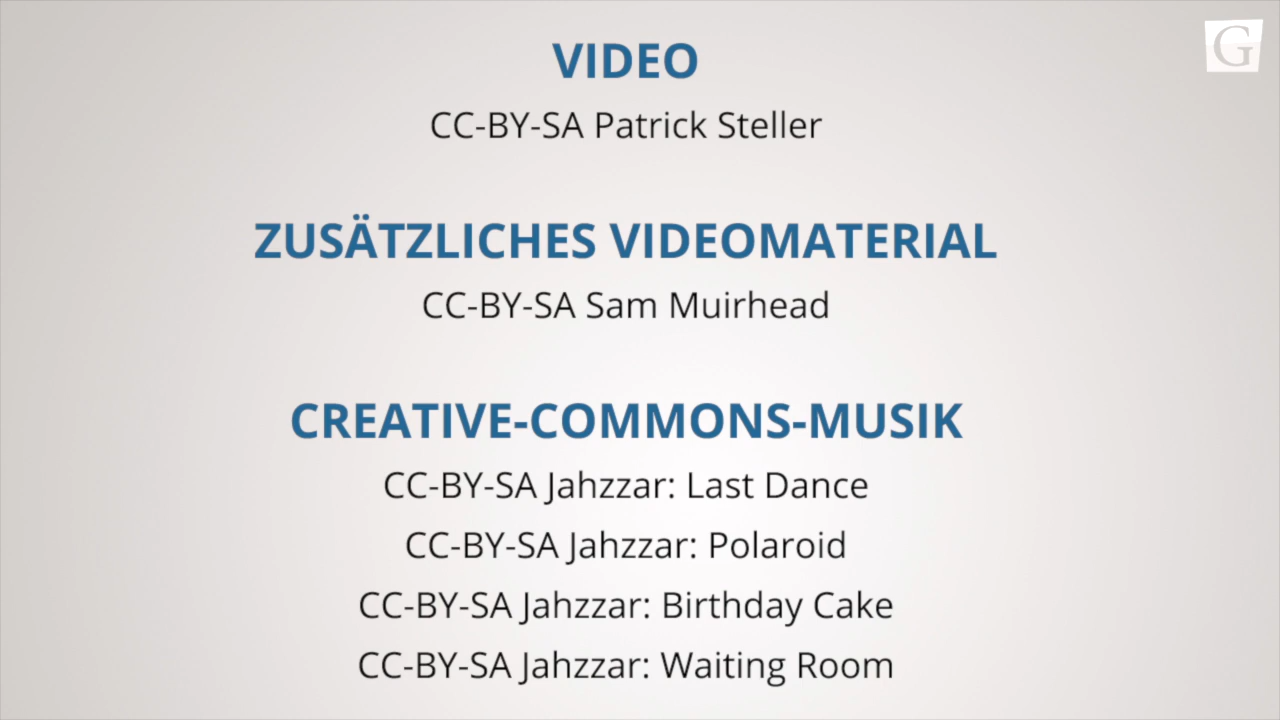 G
VIDEO
CC-BY-SA Patrick Steller
ZUSÄTZLICHES VIDEOMATERIAL
CC-BY-SA Sam Muirhead
CREATIVE-COMMONS-MUSIK
CC-BY-SA Jahzzar: Last Dance
CC-BY-SA Jahzzar: Polaroid
CC-BY-SA Jahzzar: Birthday Cake
CC-BY-SA Jahzzar: Waiting Room